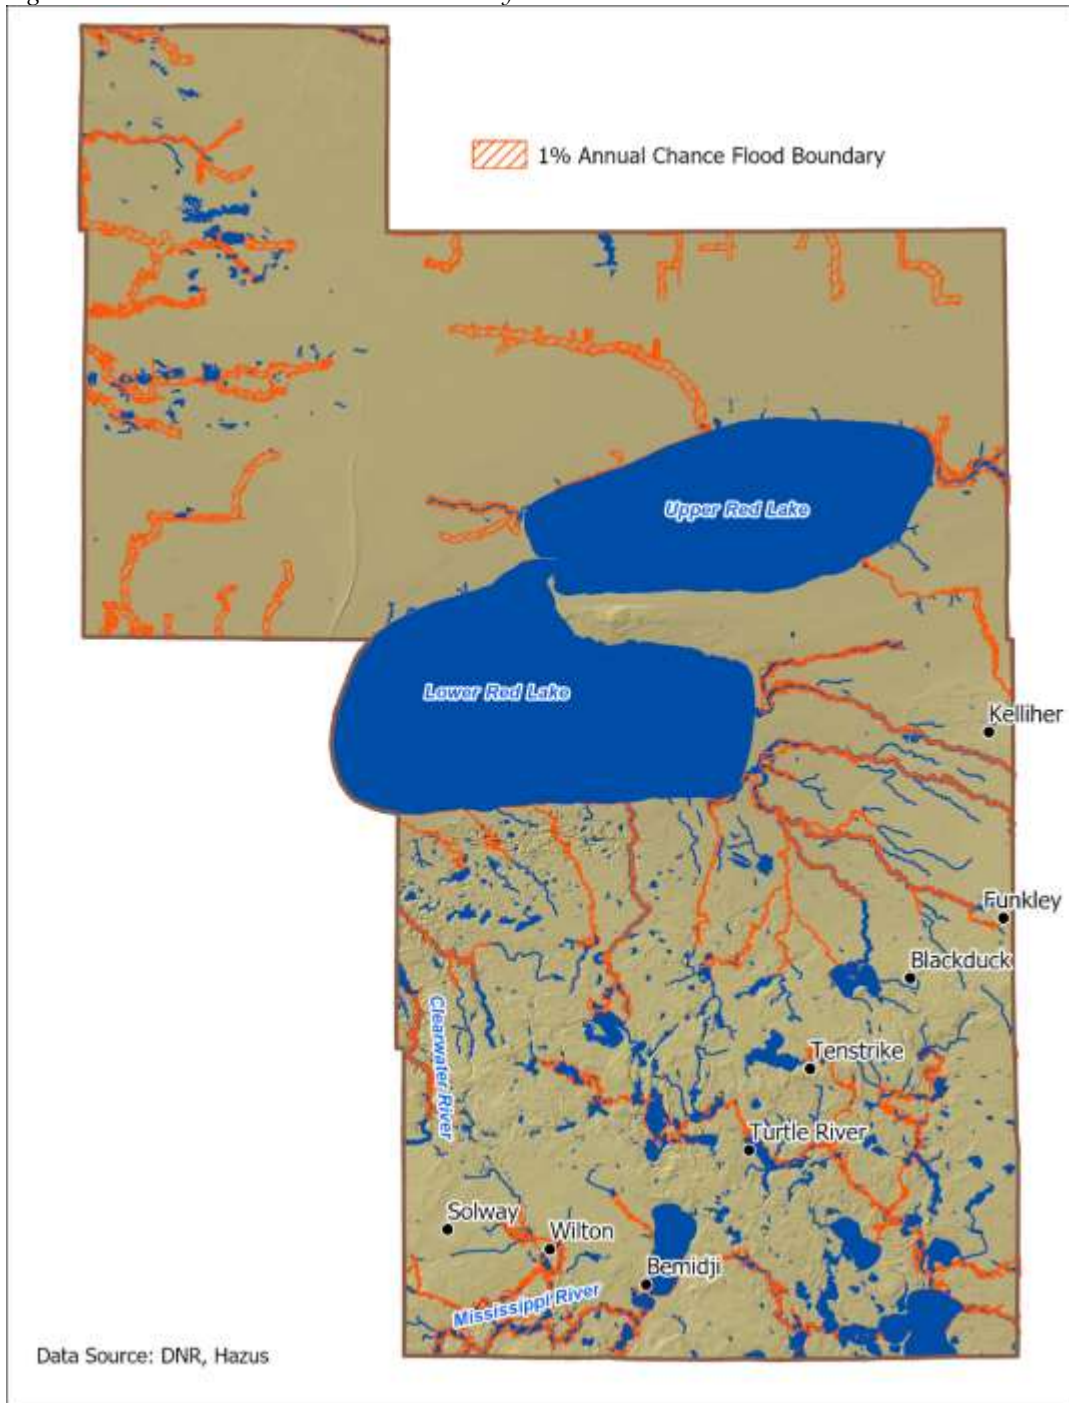 1% Annual Chance Flood Boundary
Upper Red Lake
Lower Red Lake
Kelliher
Funkley
Blackduck
Clearwater River
Tenstrike
Turtle River
Solway
Wilton
Bemidji
Mississippi River
Data Source: DNR, Hazus